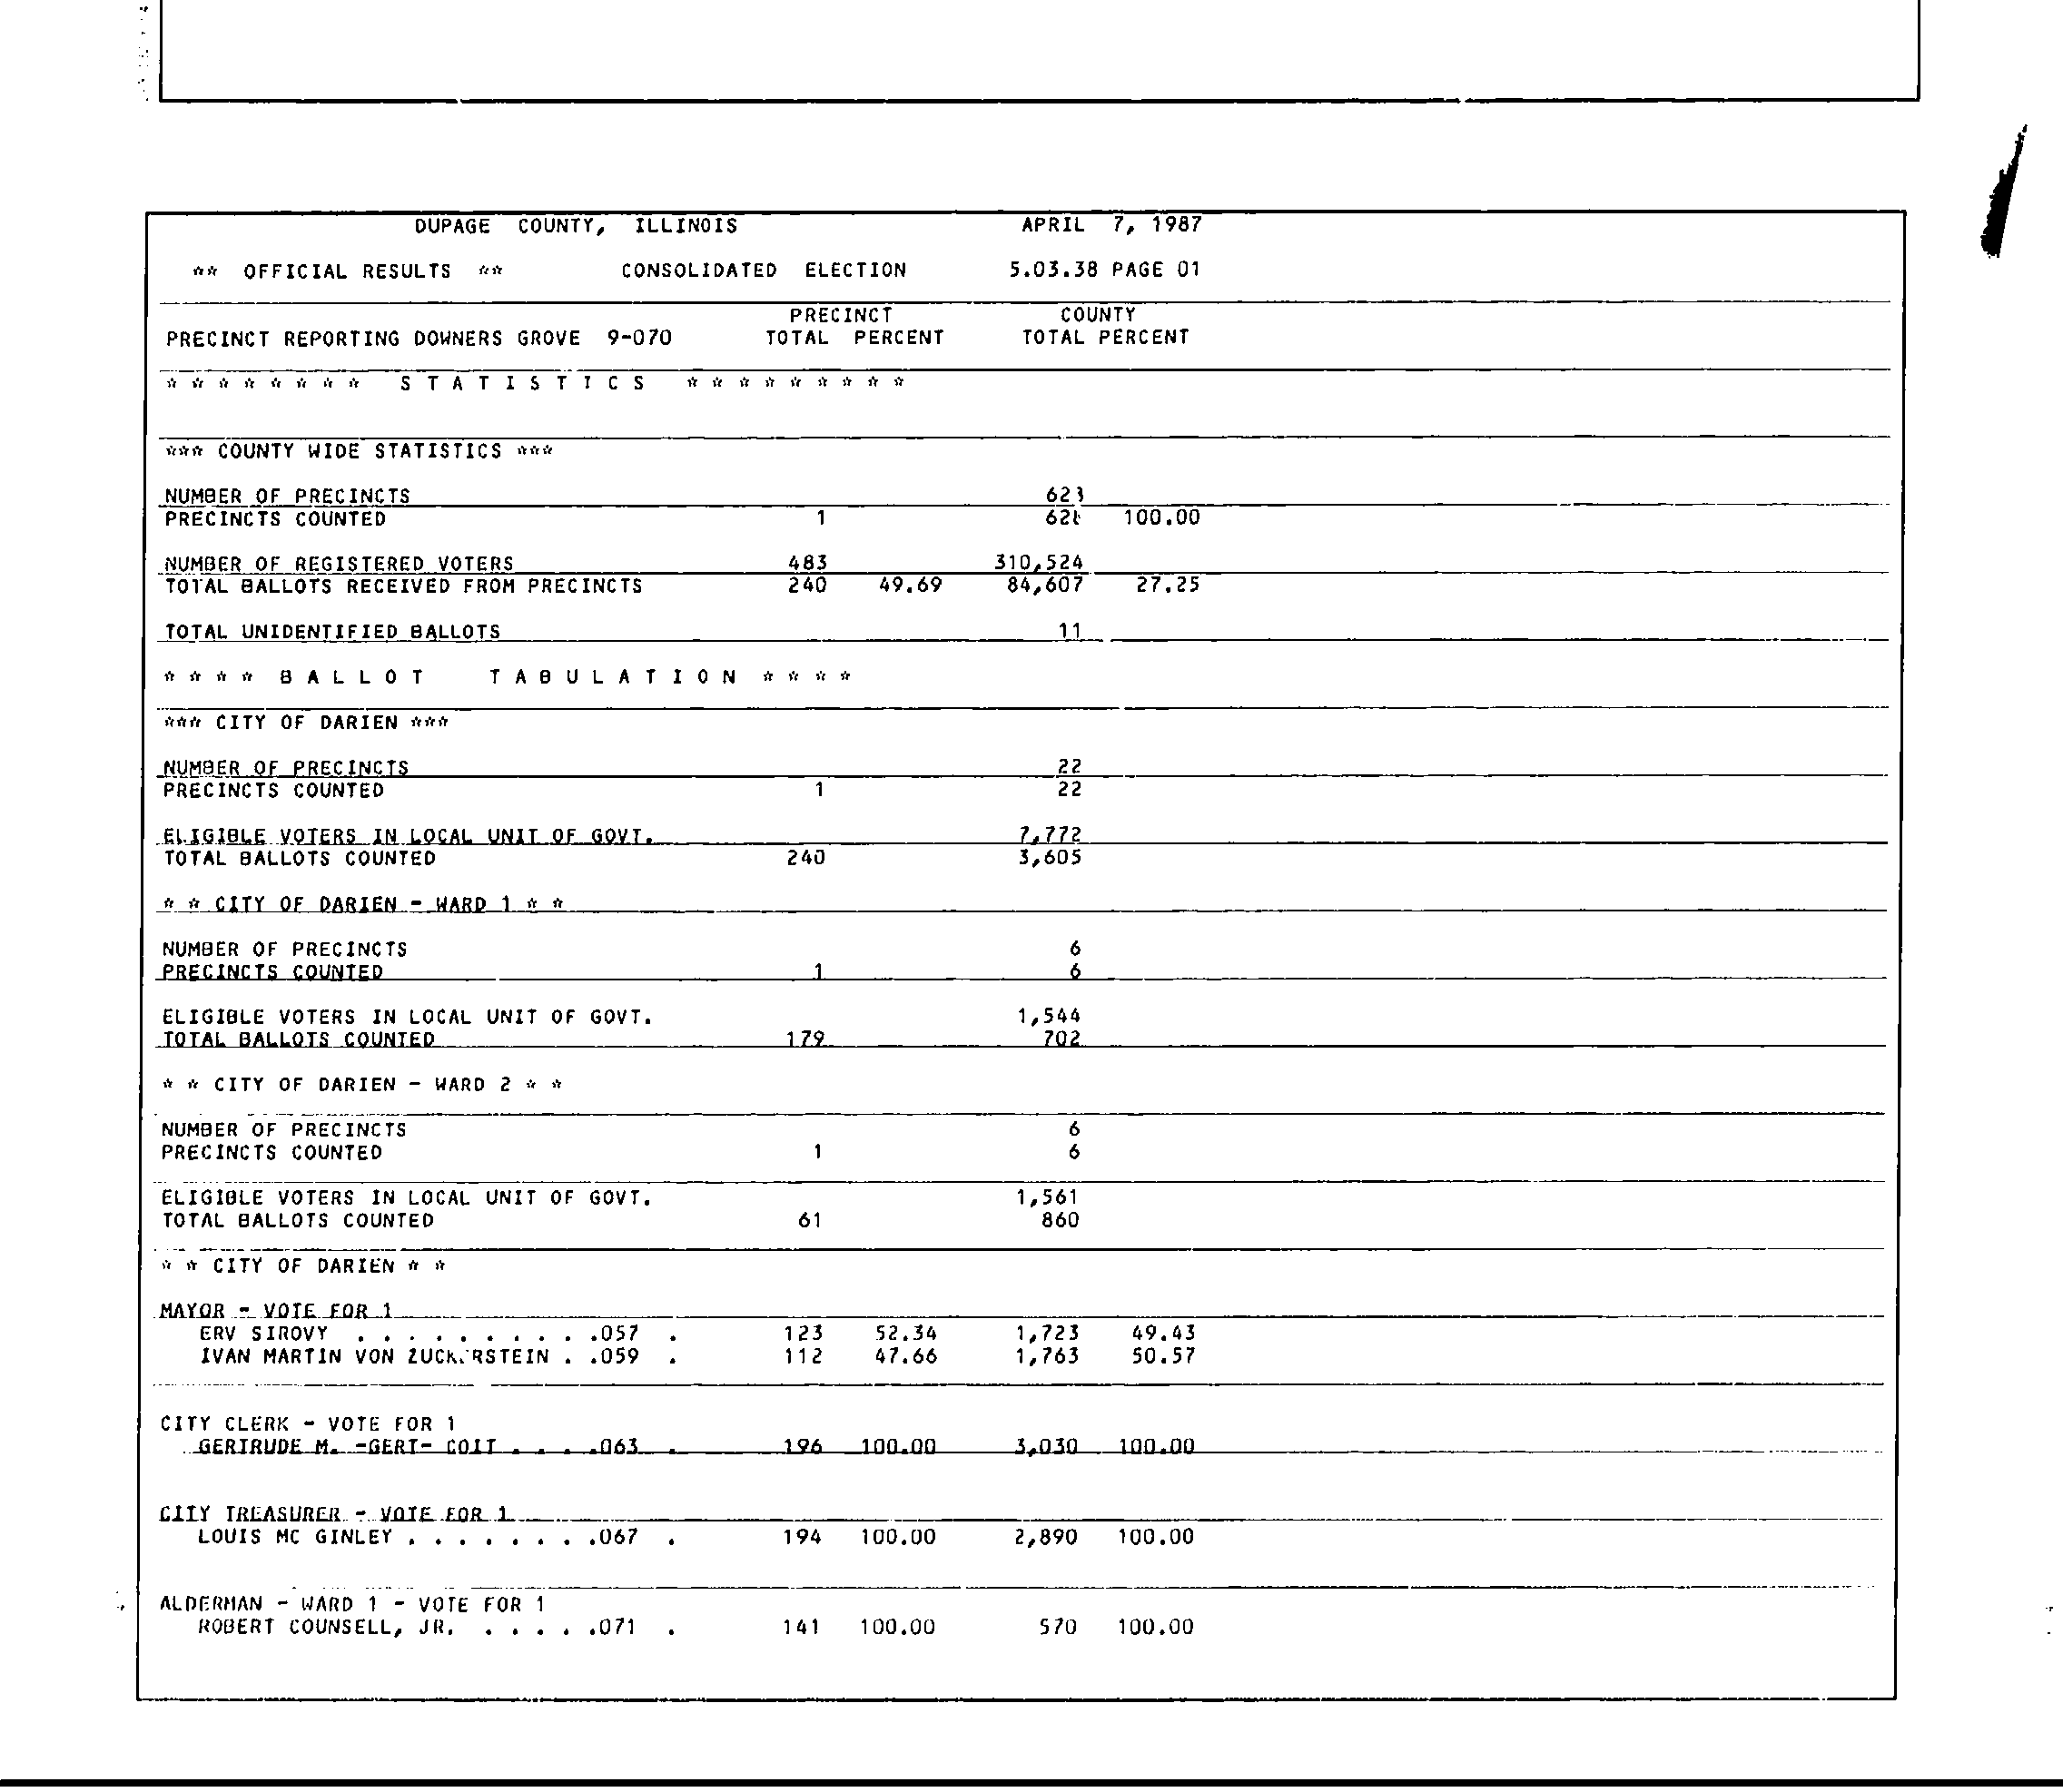 DUPAGE COUNTY, ILLINOIS APRIL 7, 1987
** OFFICIAL RESULTS ** CONSOLIDATED ELECTION 5.03.38 PAGE 01
PRECINCT COUNTY
PRECINCT REPORTING DOWNERS GROVE 9-070 TOTAL PERCENT TOTAL PERCENT
* * * * * * * * S T A T I S T I C S * * * * * * * * *
*** COUNTY WIDE STATISTICS ***
NUMBER OF PRECINCTS
PRECINCTS COUNTED 1 100.00
NUMBER OF REGISTERED VOTERS 483 310,524
TOTAL BALLOTS RECEIVED FROM PRECINCTS 240 49.69 84,607 27.25
TOTAL UNIDENTIFIED BALLOTS 11
* * * * B A L L O T T A B U L A T I O N * * * *
*** CITY OF DARIEN ***
NUMBER OF PRECINCTS 22
PRECINCTS COUNTED 1 22
ELIGIBLE VOTERS IN LOCAL UNIT OF GOVT. 7,772
TOTAL BALLOTS COUNTED 240 3,605
* * CITY OF DARIEN - WARD 1 * *
NUMBER OF PRECINCTS 6
PRECINCTS COUNTED 1 6
ELIGIBLE VOTERS IN LOCAL UNIT OF GOVT. 1,544
TOTAL BALLOTS COUNTED 179 702
* * CITY OF DARIEN - WARD 2 * *
NUMBER OF PRECINCTS 6
PRECINCTS COUNTED 1 6
ELIGIBLE VOTERS IN LOCAL UNIT OF GOVT. 1,561
TOTAL BALLOTS COUNTED 61 860
* * CITY OF DARIEN * *
MAYOR - VOTE FOR 1
ERV SIROVY . . . . . . . . . .057 . 123 52.34 1,723 49.43
IVAN MARTIN VON ZUCKERSTEIN . .059 . 112 47.66 1,763 50.57
CITY CLERK - VOTE FOR 1
GERTRUDE M. -GERT- COIT . . . .063 . 196 100.00 3,030 100.00
CITY TREASURER - VOTE FOR 1
LOUIS MC GINLEY . . . . . . . .067 . 194 100.00 2,890 100.00
ALDERMAN - WARD 1 - VOTE FOR 1
ROBERT COUNSELL, JR. . . . . .071 . 141 100.00 570 100.00